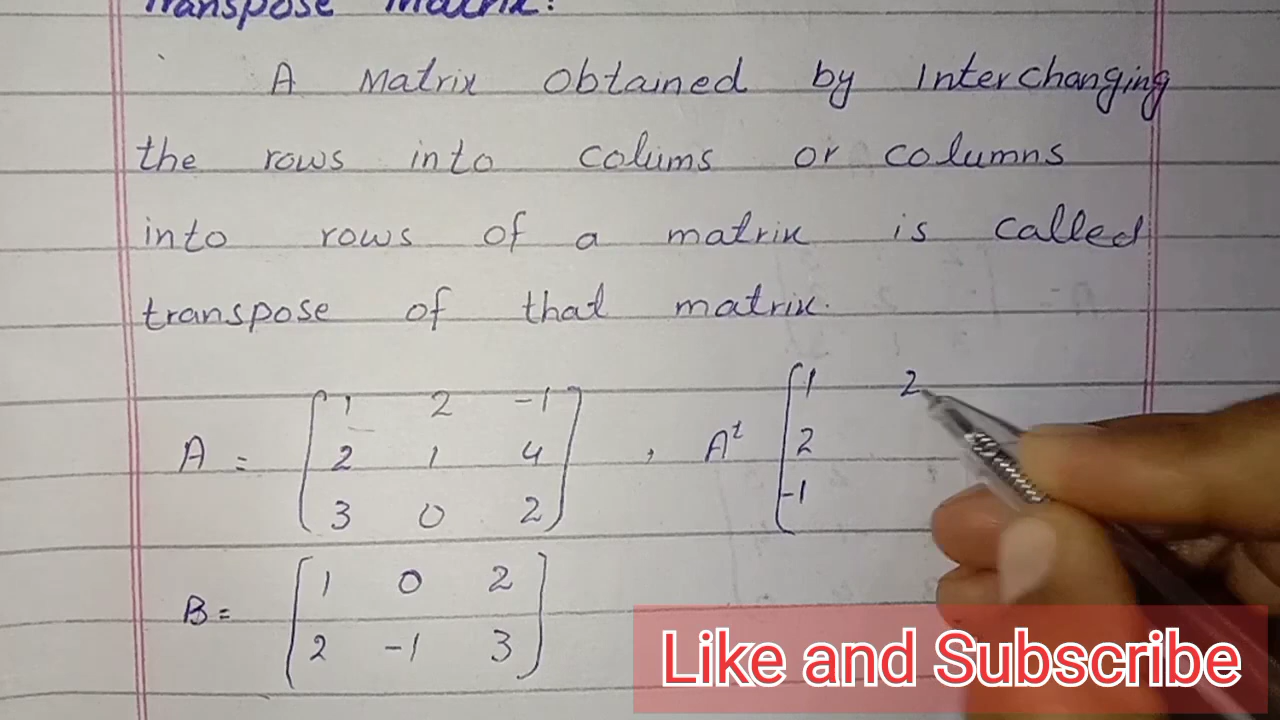 Transpose Matrix:
A Matrix Obtained by Interchanging
the rows into colums or columns
into rows of a matrix is called
transpose of that matrix.
A = [1 2 -1
2 1 4
3 0 2] , A^t [1 2
2
-1
B = [1 0 2
2 -1 3]
Like and Subscribe